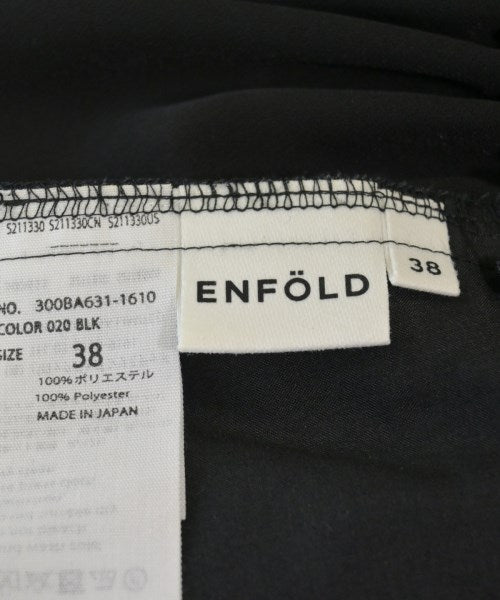 S211330 S211330CN S211330US
NO. 300BA631-1610
COLOR 020 BLK
SIZE 38
100%ポリエステル
100% Polyester
MADE IN JAPAN
ENFÖLD
38